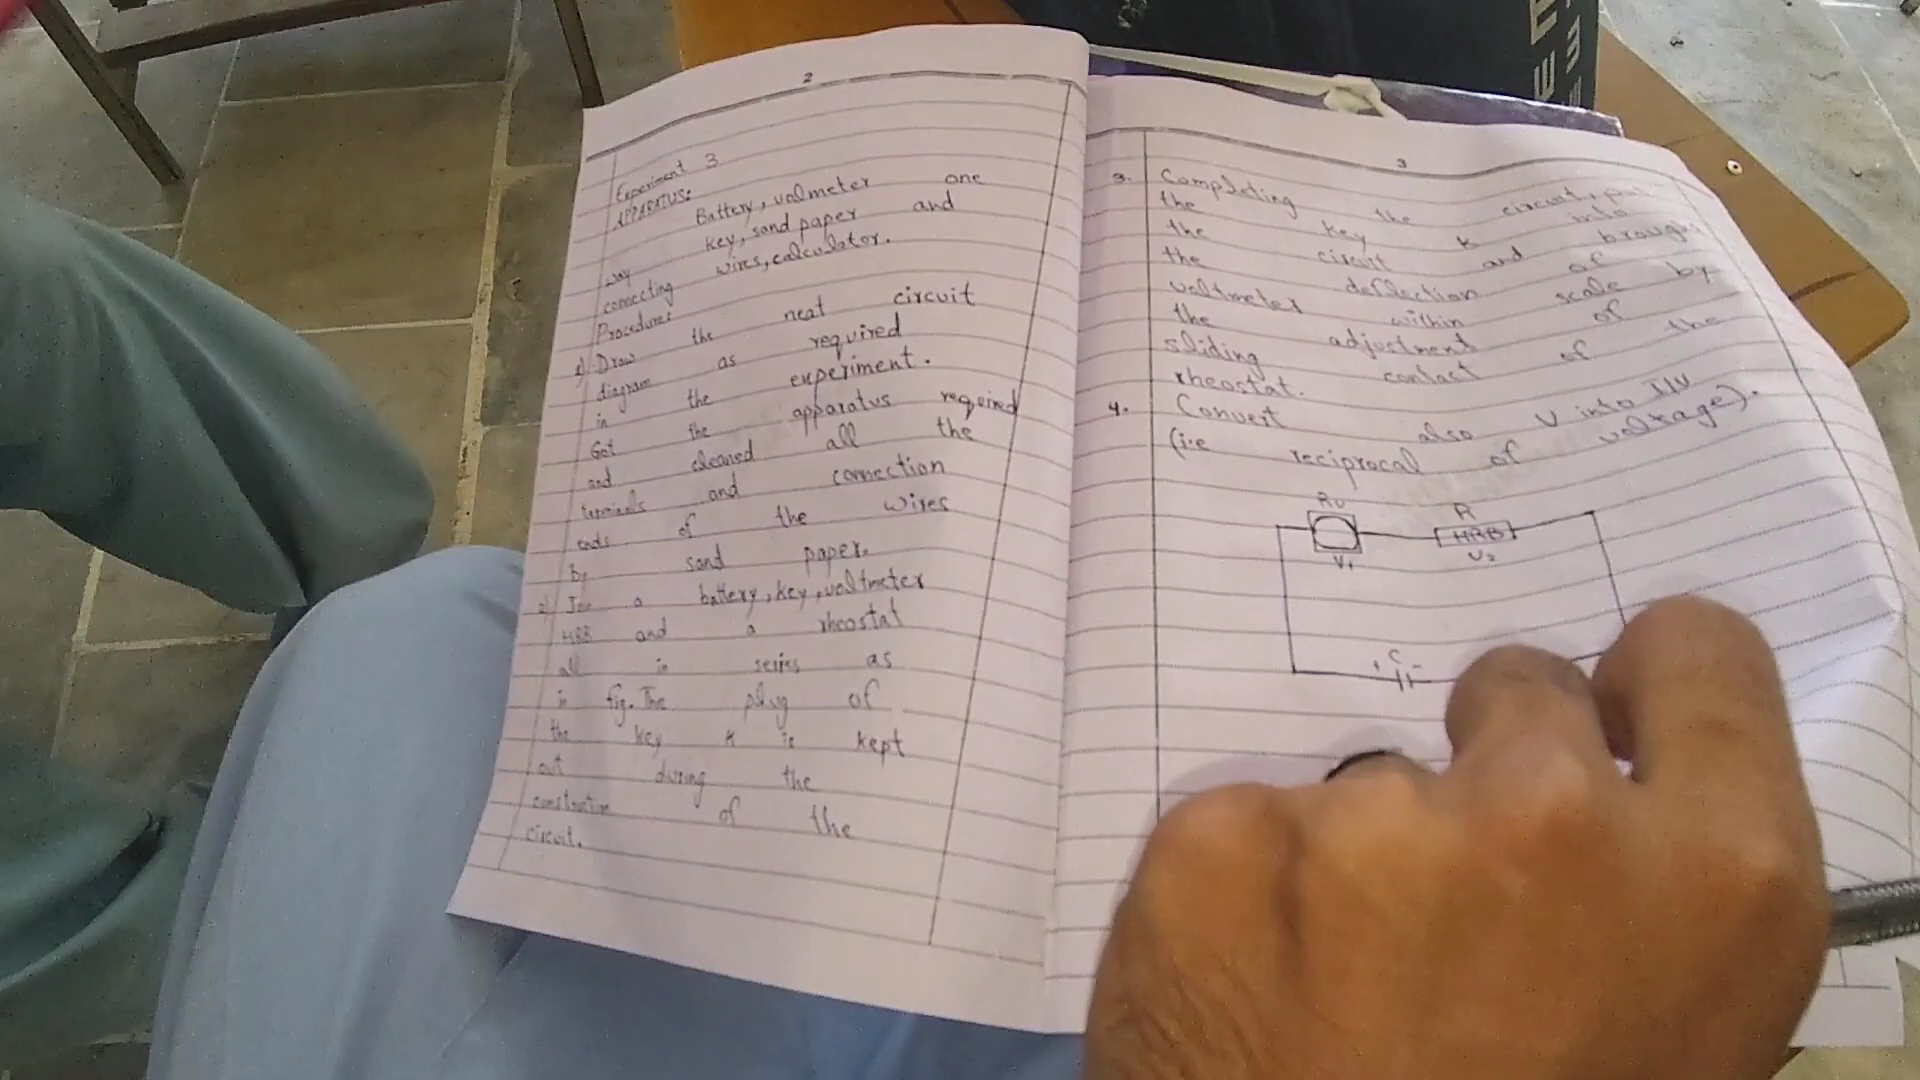 2
Experiment 3
APPARATUS:
Battery, volmeter one
way key, sand paper and
connecting wires, calculator.
Procedure:
1) Draw the neat circuit
diagram as required
in the experiment.
Got the apparatus required
and cleaned all the
terminals and connection
ends of the wires
by sand paper.
2) a battery, key, voltmeter
HRB and a rheostat
all in series as
in fig. The plug of
the key K is kept
out during the
construction of the
circuit.
3
3. Completing the circuit, put
the key K into
the circuit and brought
the deflection of
voltmeter within scale by
the adjustment of
sliding contact of the
rheostat.
4. Convert also V into 1/V
(i.e reciprocal of voltage).
Rv R
HRB
V1 V2
C
+ -